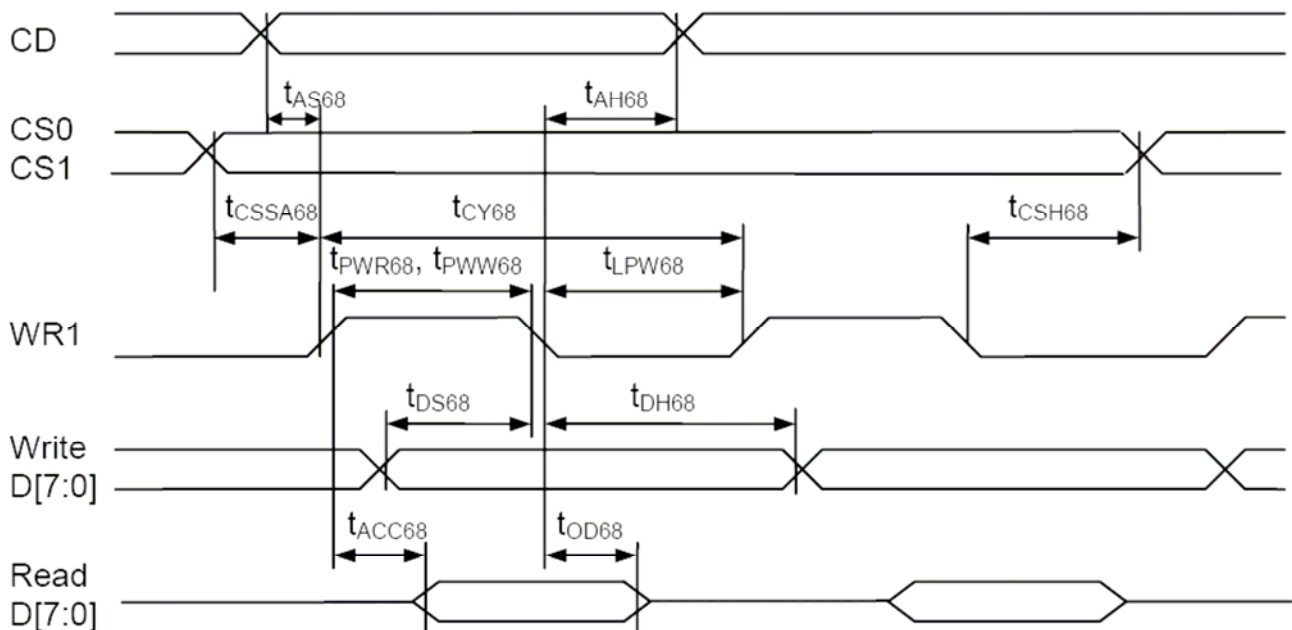 CD
tAS68 tAH68
CS0
CS1
tCSSA68 tCY68 tCSH68
tPWR68, tPWW68 tLPW68
WR1
tDS68 tDH68
Write
D[7:0]
tACC68 tOD68
Read
D[7:0]